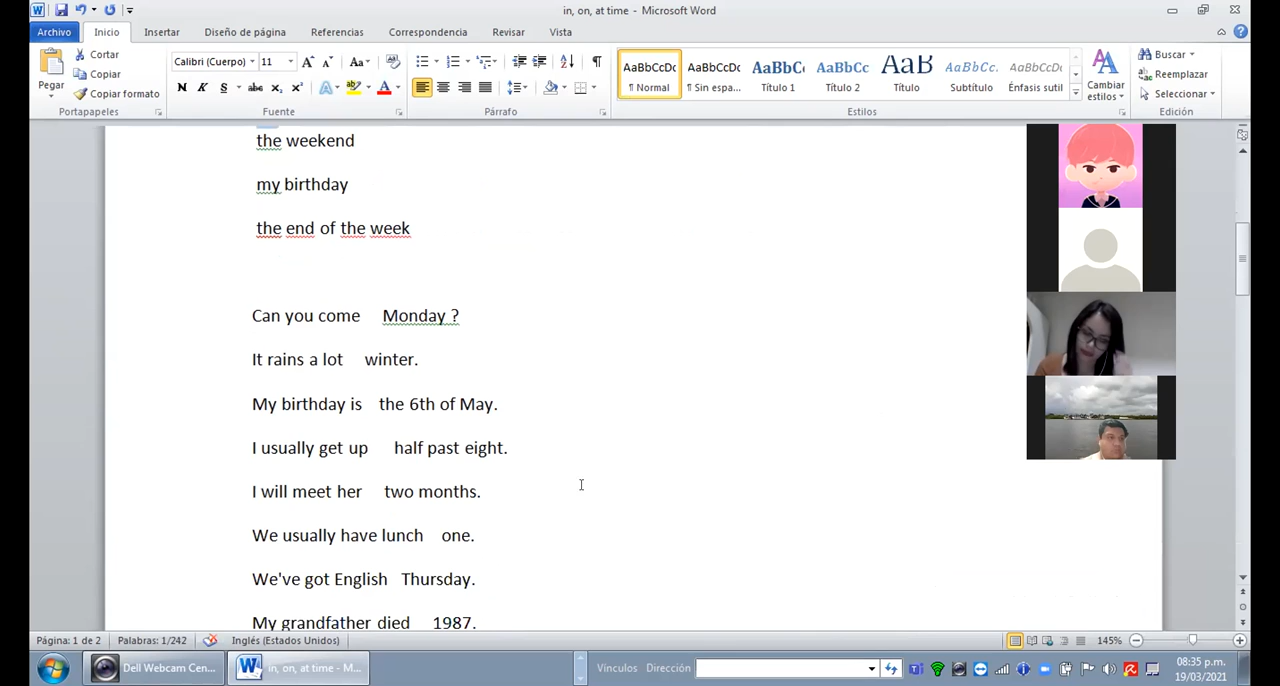 in, on, at time - Microsoft Word
Archivo Inicio Insertar Diseño de página Referencias Correspondencia Revisar Vista
Pegar
Cortar
Copiar
Copiar formato
Portapapeles
Calibri (Cuerpo) 11
N K S abc x₂ x² A ab A
Fuente
Párrafo
AaBbCcDc AaBbCcDc AaBbC AaBbCc AaB AaBbCc. AaBbCcDc
¶ Normal ¶ Sin espa... Título 1 Título 2 Título Subtítulo Énfasis sutil
Cambiar
estilos
Estilos
Buscar
Reemplazar
Seleccionar
Edición
the weekend
my birthday
the end of the week
Can you come Monday ?
It rains a lot winter.
My birthday is the 6th of May.
I usually get up half past eight.
I will meet her two months.
We usually have lunch one.
We've got English Thursday.
My grandfather died 1987.
Página: 1 de 2 Palabras: 1/242 Inglés (Estados Unidos) 145%
Dell Webcam Cen... in, on, at time - M... Vínculos Dirección 08:35 p.m.
19/03/2021